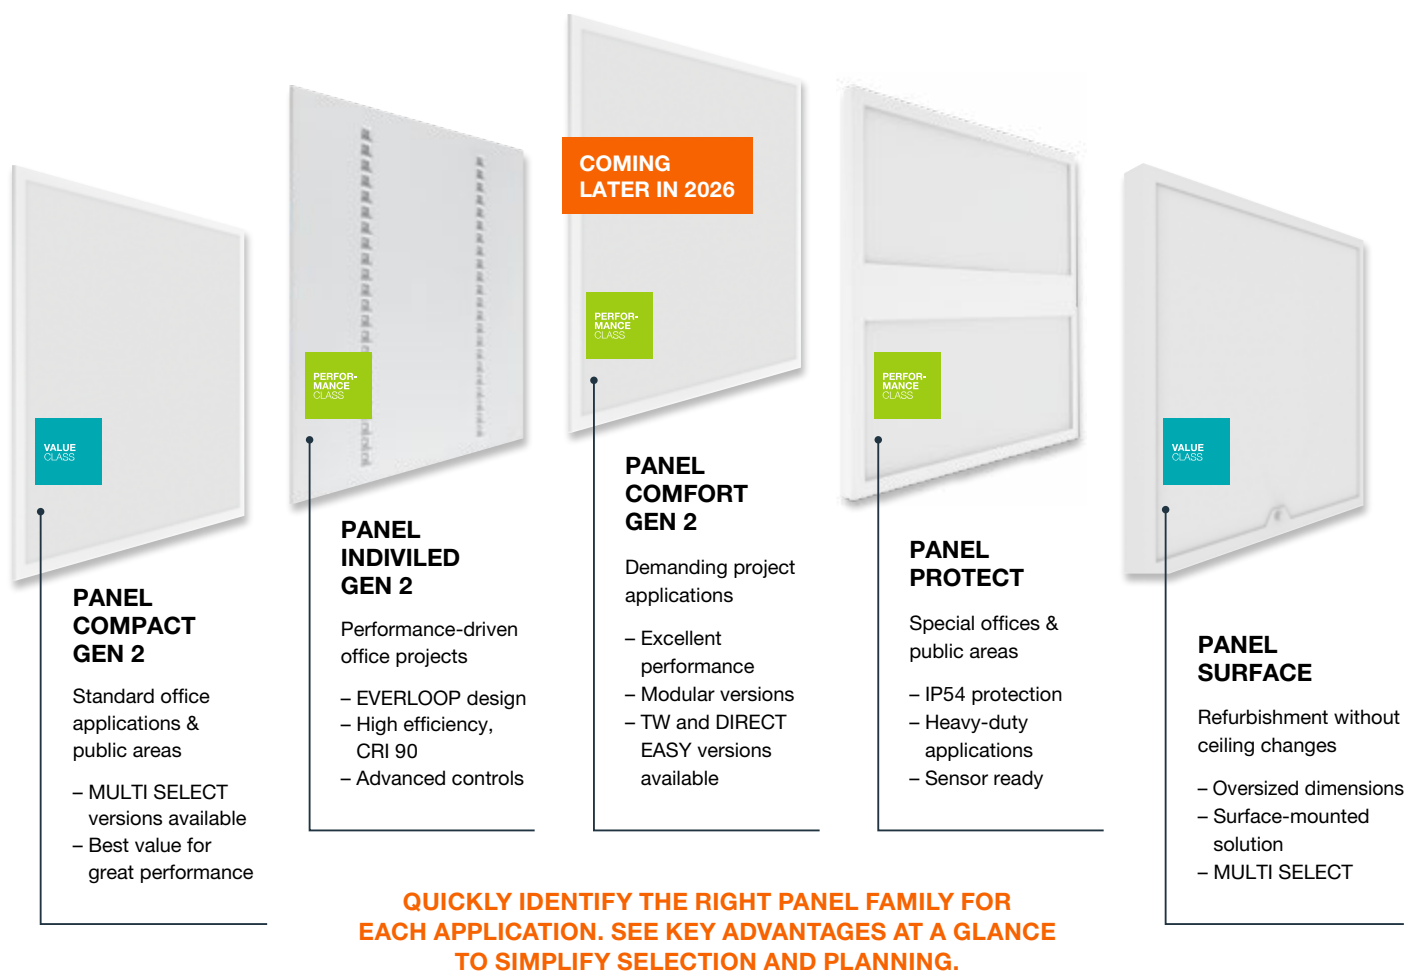 VALUE
CLASS
PANEL
COMPACT
GEN 2
Standard office
applications &
public areas
– MULTI SELECT
versions available
– Best value for
great performance
PERFOR-
MANCE
CLASS
PANEL
INDIVILED
GEN 2
Performance-driven
office projects
– EVERLOOP design
– High efficiency,
CRI 90
– Advanced controls
COMING
LATER IN 2026
PERFOR-
MANCE
CLASS
PANEL
COMFORT
GEN 2
Demanding project
applications
– Excellent
performance
– Modular versions
– TW and DIRECT
EASY versions
available
PERFOR-
MANCE
CLASS
PANEL
PROTECT
Special offices &
public areas
– IP54 protection
– Heavy-duty
applications
– Sensor ready
VALUE
CLASS
PANEL
SURFACE
Refurbishment without
ceiling changes
– Oversized dimensions
– Surface-mounted
solution
– MULTI SELECT
QUICKLY IDENTIFY THE RIGHT PANEL FAMILY FOR
EACH APPLICATION. SEE KEY ADVANTAGES AT A GLANCE
TO SIMPLIFY SELECTION AND PLANNING.